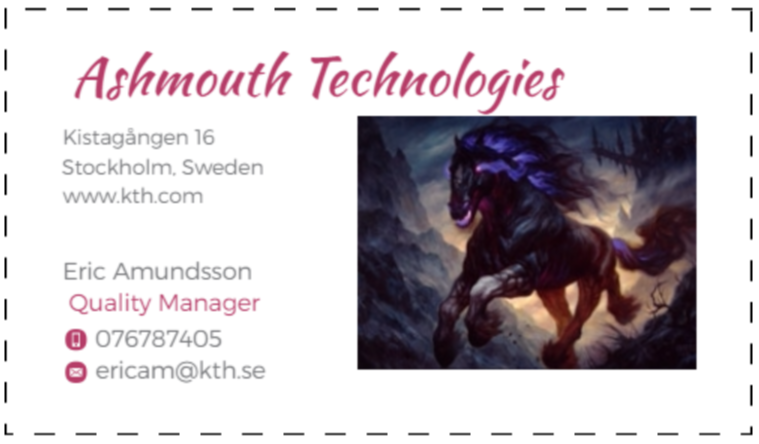 Ashmouth Technologies
Kistagången 16
Stockholm, Sweden
www.kth.com
Eric Amundsson
Quality Manager
076787405
ericam@kth.se